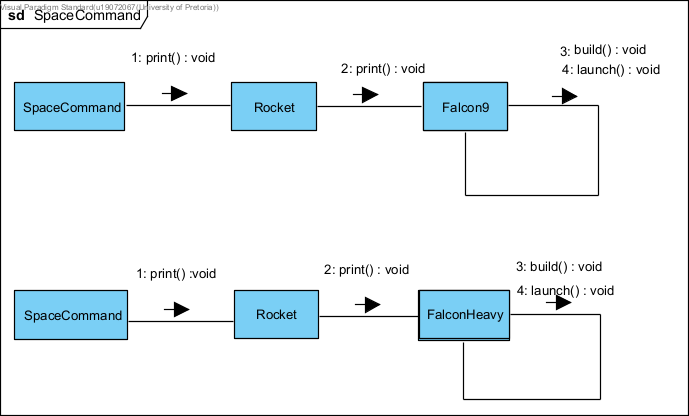 Visual Paradigm Standard(u19072067(University of Pretoria))
sd SpaceCommand
1: print() : void
2: print() : void
3: build() : void
4: launch() : void
SpaceCommand
Rocket
Falcon9
1: print() :void
2: print() : void
3: build() : void
4: launch() : void
SpaceCommand
Rocket
FalconHeavy